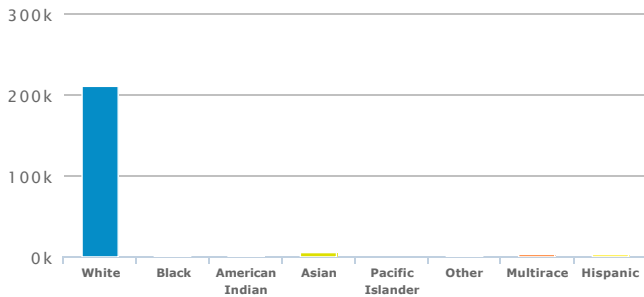 300k
200k
100k
0k
White Black American Asian Pacific Other Multirace Hispanic
Indian Islander